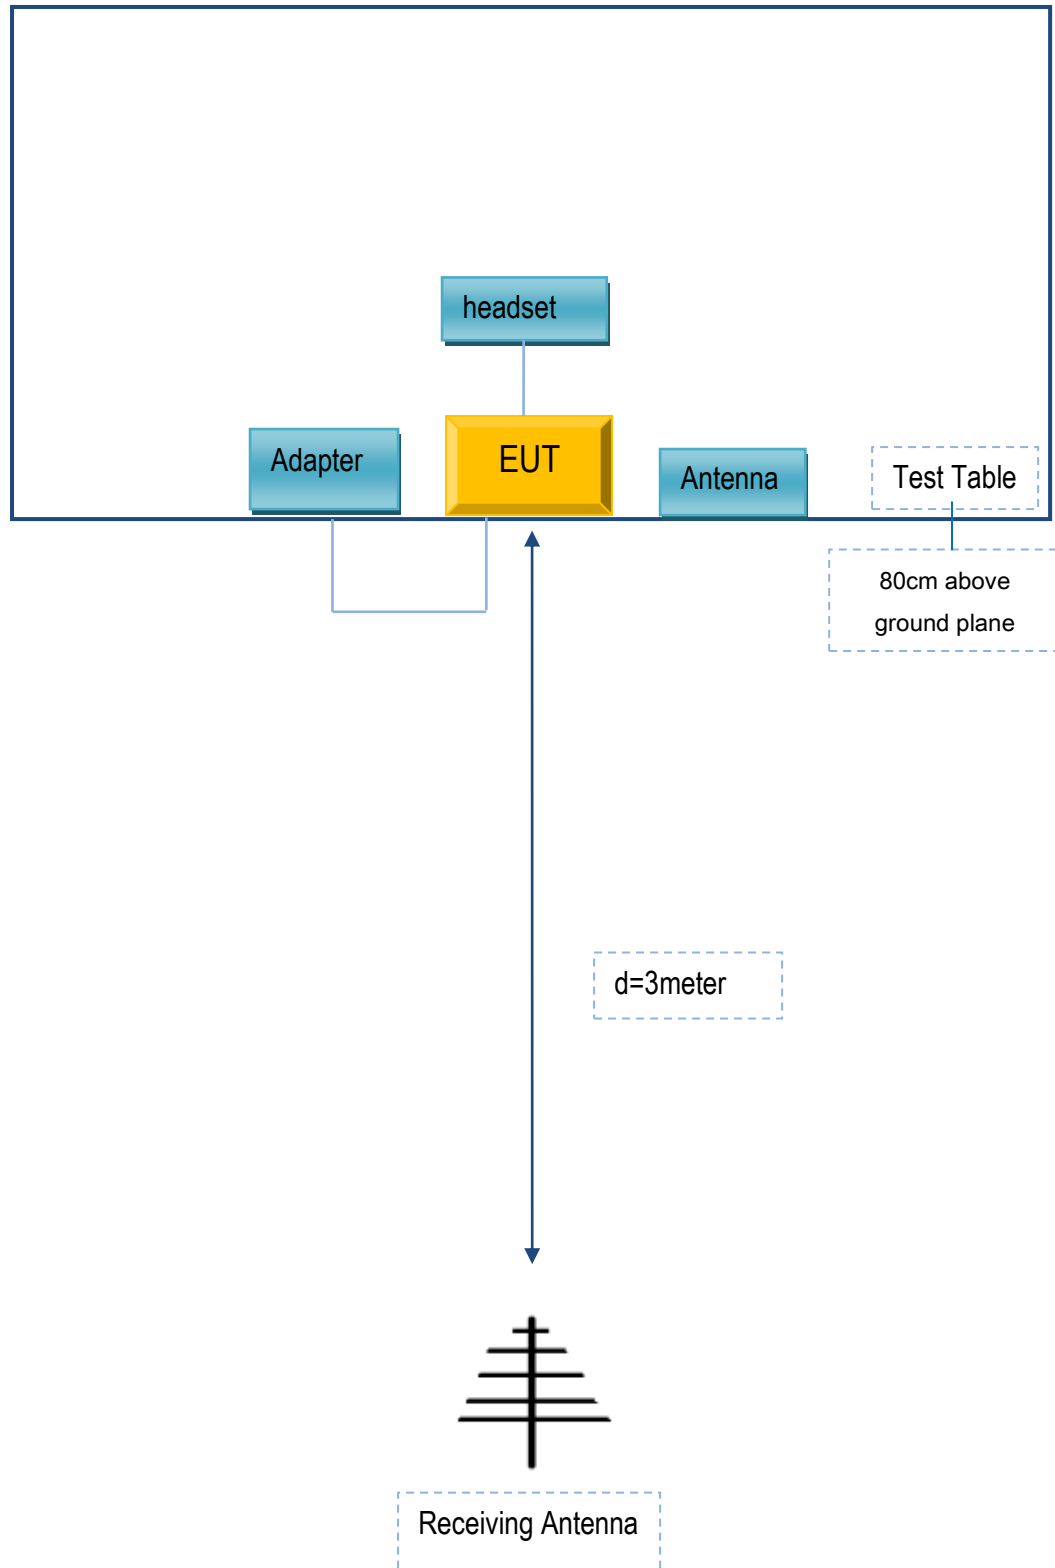 headset
Adapter
EUT
Antenna
Test Table
80cm above
ground plane
d=3meter
Receiving Antenna